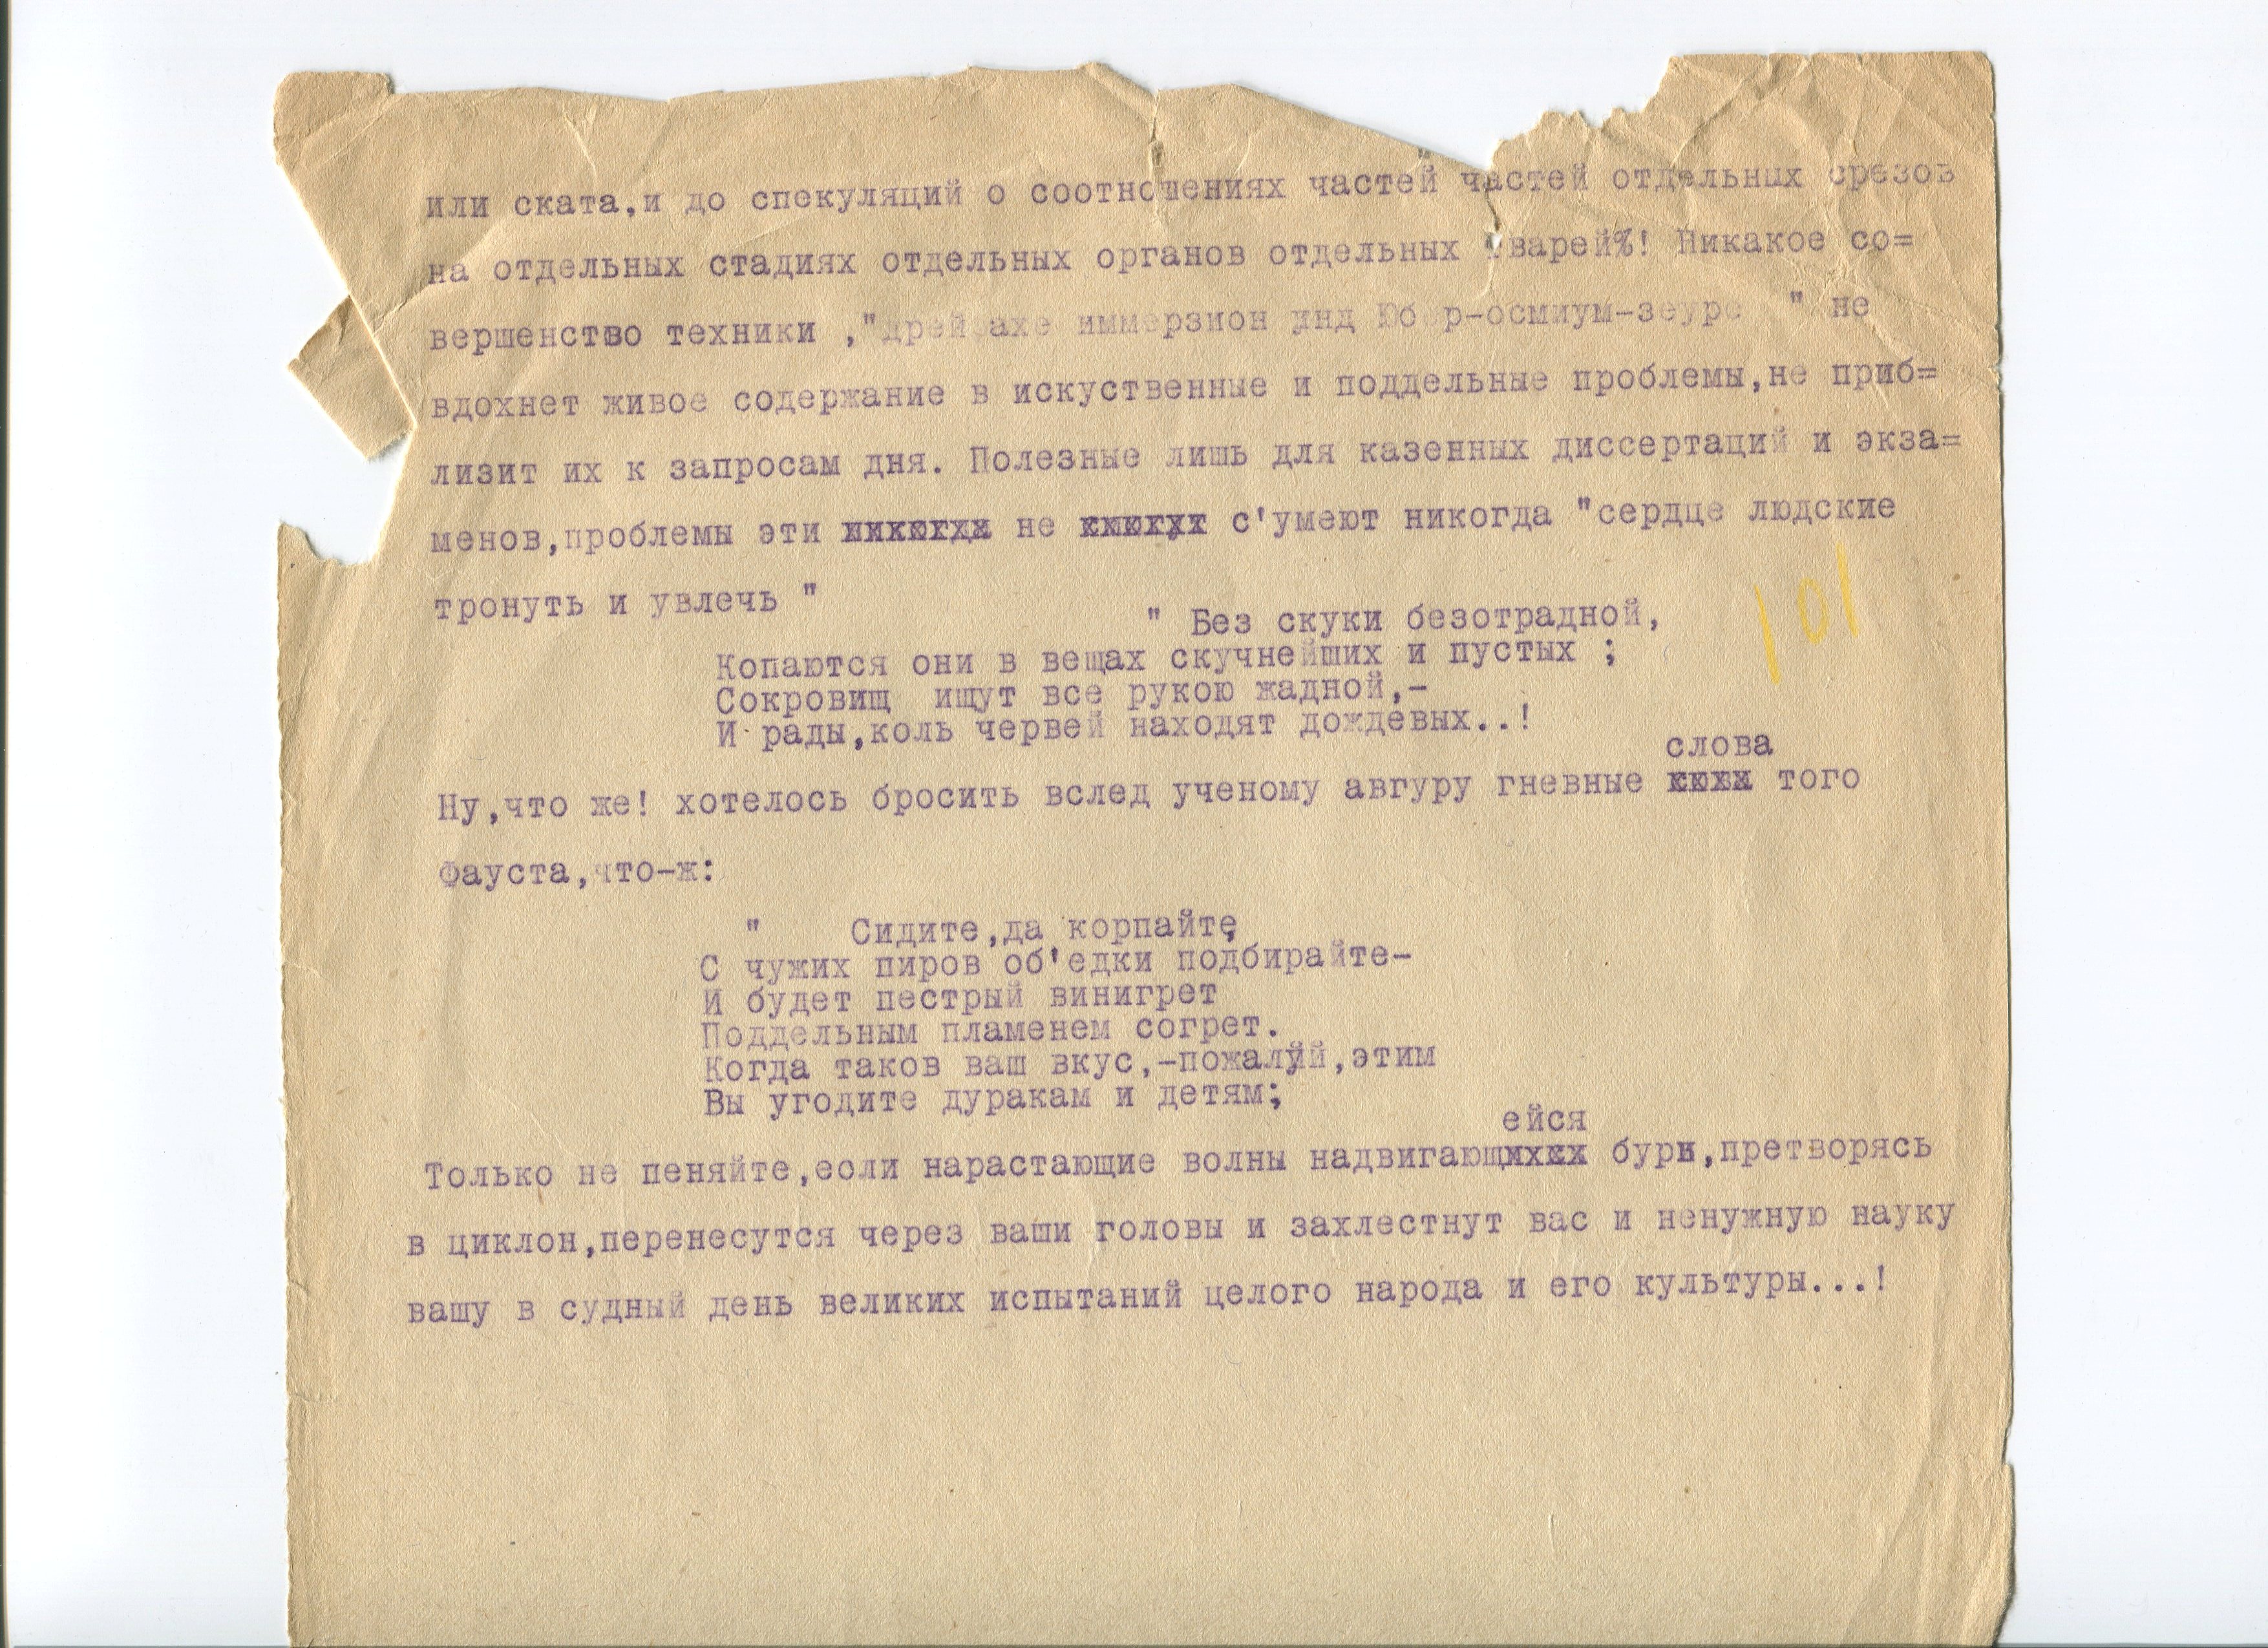 или ската,и до спекуляций о соотношениях частей частей отдельных срезов
на отдельных стадиях отдельных органов отдельных тварей%! Никакое со=
вершенство техники ,"дрейфахе иммерзион унд Юбер-осмиум-зеуре " не
вдохнет живое содержание в искуственные и поддельные проблемы,не приб=
лизит их к запросам дня. Полезные лишь для казенных диссертаций и экза=
менов,проблемы эти не с'умеют никогда "сердце людские
тронуть и увлечь "
" Без скуки безотрадной,
Копаются они в вещах скучнейших и пустых ;
Сокровищ ищут все рукою жадной,-
И рады,коль червей находят дождевых..!
слова
Ну,что же! хотелось бросить вслед ученому авгуру гневные того
101
Фауста,что-ж:
" Сидите,да корпайте,
С чужих пиров об'едки подбирайте-
И будет пестрый винигрет
Поддельным пламенем согрет.
Когда таков ваш вкус,-пожалуй,этим
Вы угодите дуракам и детям;
ейся
Только не пеняйте,если нарастающие волны надвигающ бури,претворясь
в циклон,перенесутся через ваши головы и захлестнут вас и ненужную науку
вашу в судный день великих испытаний целого народа и его культуры...!